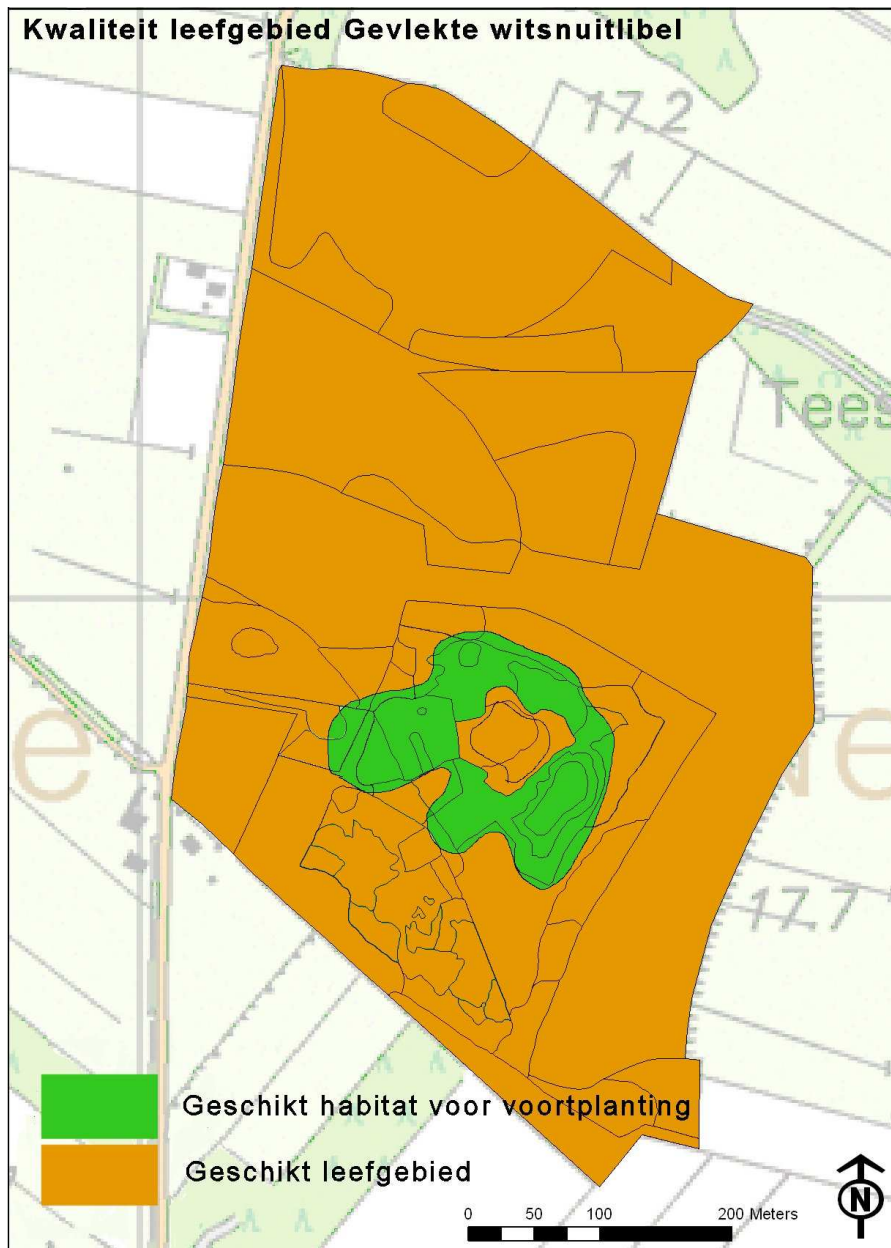 Kwaliteit leefgebied Gevlekte witsnuitlibel
17.2
Tees
e
Ne
17.7
Geschikt habitat voor voortplanting
Geschikt leefgebied
0 50 100 200 Meters
N